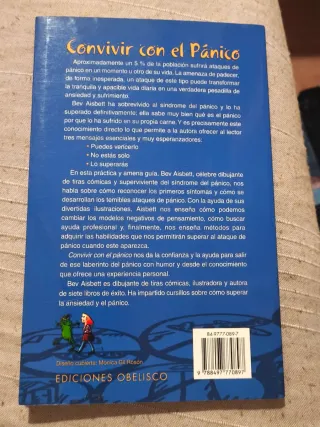 Convivir con el Pánico
Aproximadamente un 5 % de la población sufrirá ataques de
pánico en un momento u otro de su vida. La amenaza de padecer,
de forma inesperada, un ataque de este tipo puede transformar
la tranquila y apacible vida diaria en una verdadera pesadilla de
ansiedad y sufrimiento.
Bev Aisbett ha sobrevivido al síndrome del pánico y lo ha
superado definitivamente; ella sabe muy bien qué es el pánico
por que lo ha sufrido en su propia carne. Y es precisamente este
conocimiento directo lo que permite a la autora ofrecer al lector
tres mensajes esenciales y muy esperanzadores:
• Puedes vencerlo
• No estás solo
• Lo superarás
En esta práctica y amena guía, Bev Aisbett, célebre dibujante
de tiras cómicas y superviviente del síndrome del pánico, nos
habla sobre cómo reconocer los primeros síntomas y cómo se
desarrollan los temibles ataques de pánico. Con la ayuda de sus
divertidas ilustraciones, Aisbett nos enseña cómo podemos
cambiar los modelos negativos de pensamiento, cómo buscar
ayuda profesional y, finalmente, nos enseña métodos para
adquirir las habilidades que nos permitirán superar el ataque de
pánico cuando este aparezca.
Convivir con el pánico nos da la confianza y la ayuda para salir
de ese laberinto del pánico con humor y desde el conocimiento
que ofrece una experiencia personal.
Bev Aisbett es dibujante de tiras cómicas, ilustradora y autora
de siete libros de éxito. Ha impartido cursillos sobre cómo superar
la ansiedad y el pánico.
84-9777-089-7
9 788497 770897
Diseño cubierta: Mónica Gil Rosón
EDICIONES OBELISCO